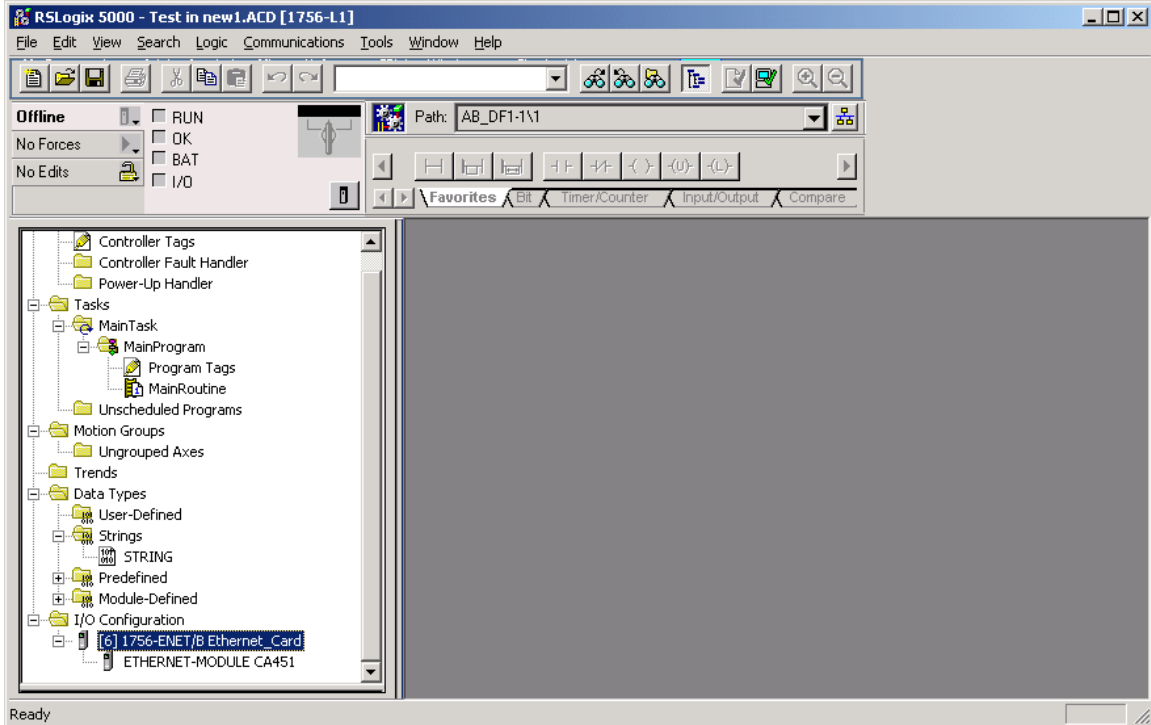 RSLogix 5000 - Test in new1.ACD [1756-L1]
File Edit View Search Logic Communications Tools Window Help
Offline
RUN
No Forces
OK
No Edits
BAT
I/O
Path: AB_DF1-1\1
Favorites Bit Timer/Counter Input/Output Compare
Controller Tags
Controller Fault Handler
Power-Up Handler
Tasks
MainTask
MainProgram
Program Tags
MainRoutine
Unscheduled Programs
Motion Groups
Ungrouped Axes
Trends
Data Types
User-Defined
Strings
STRING
Predefined
Module-Defined
I/O Configuration
[6] 1756-ENET/B Ethernet_Card
ETHERNET-MODULE CA451
Ready